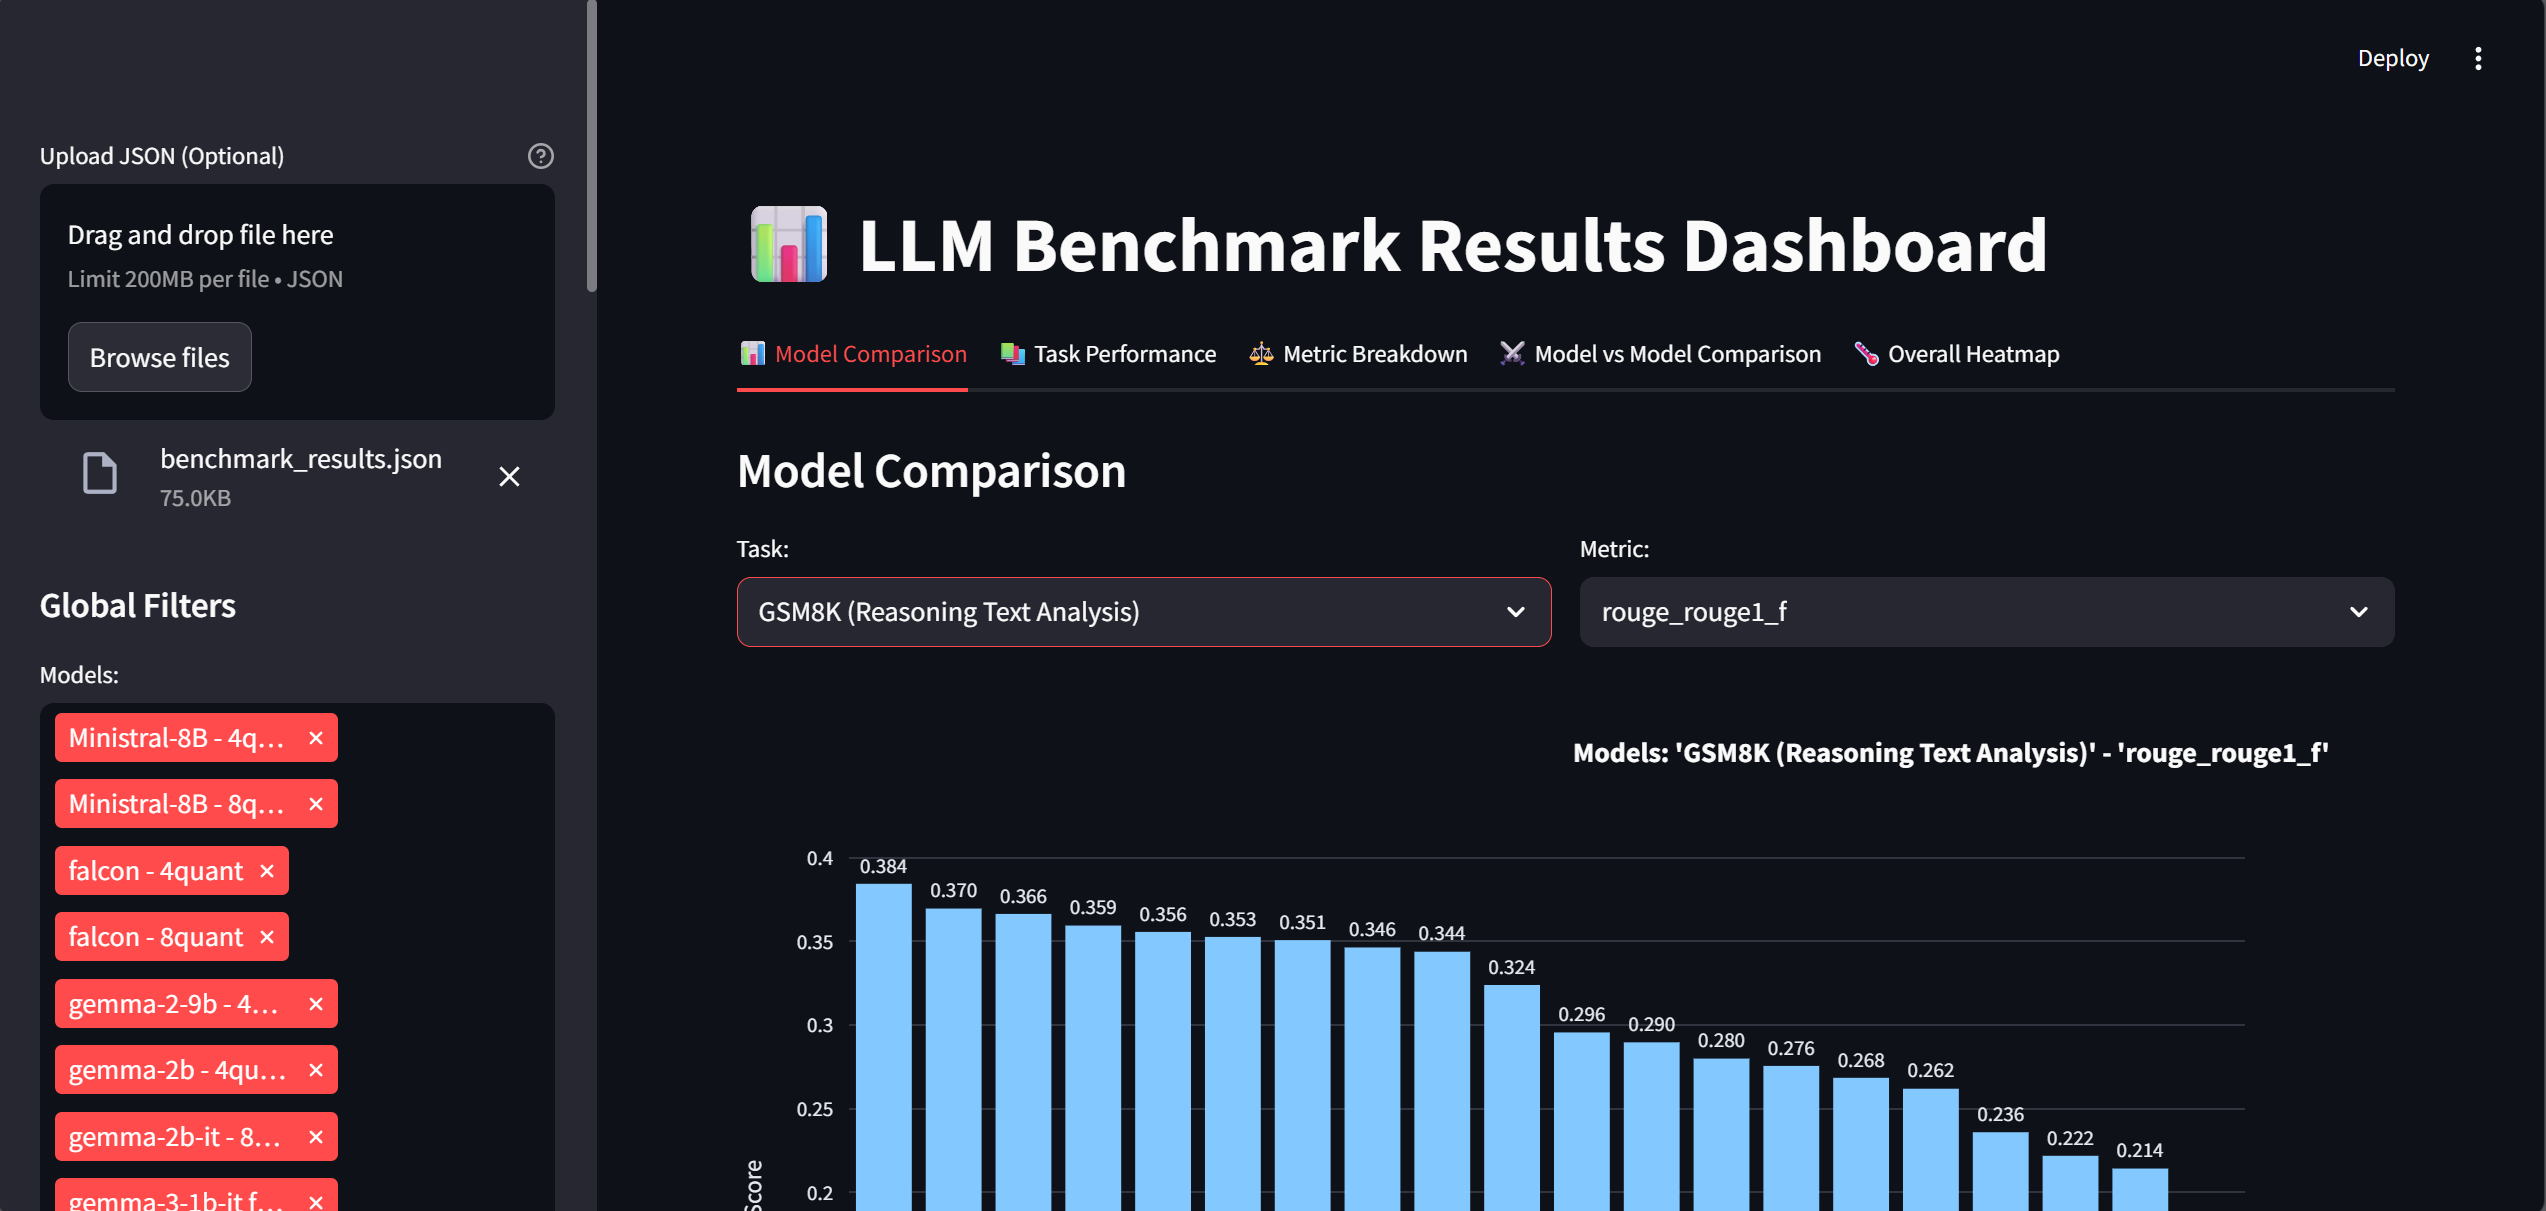 Deploy
Upload JSON (Optional)
Drag and drop file here
Limit 200MB per file • JSON
Browse files
benchmark_results.json
75.0KB
Global Filters
Models:
Ministral-8B - 4q...
Ministral-8B - 8q...
falcon - 4quant
falcon - 8quant
gemma-2-9b - 4...
gemma-2b - 4qu...
gemma-2b-it - 8...
gemma-3-1b-it f...
LLM Benchmark Results Dashboard
Model Comparison
Task Performance
Metric Breakdown
Model vs Model Comparison
Overall Heatmap
Model Comparison
Task:
GSM8K (Reasoning Text Analysis)
Metric:
rouge_rouge1_f
Models: 'GSM8K (Reasoning Text Analysis)' - 'rouge_rouge1_f'
0.4
0.35
0.3
0.25
0.2
Score
0.384
0.370
0.366
0.359
0.356
0.353
0.351
0.346
0.344
0.324
0.296
0.290
0.280
0.276
0.268
0.262
0.236
0.222
0.214